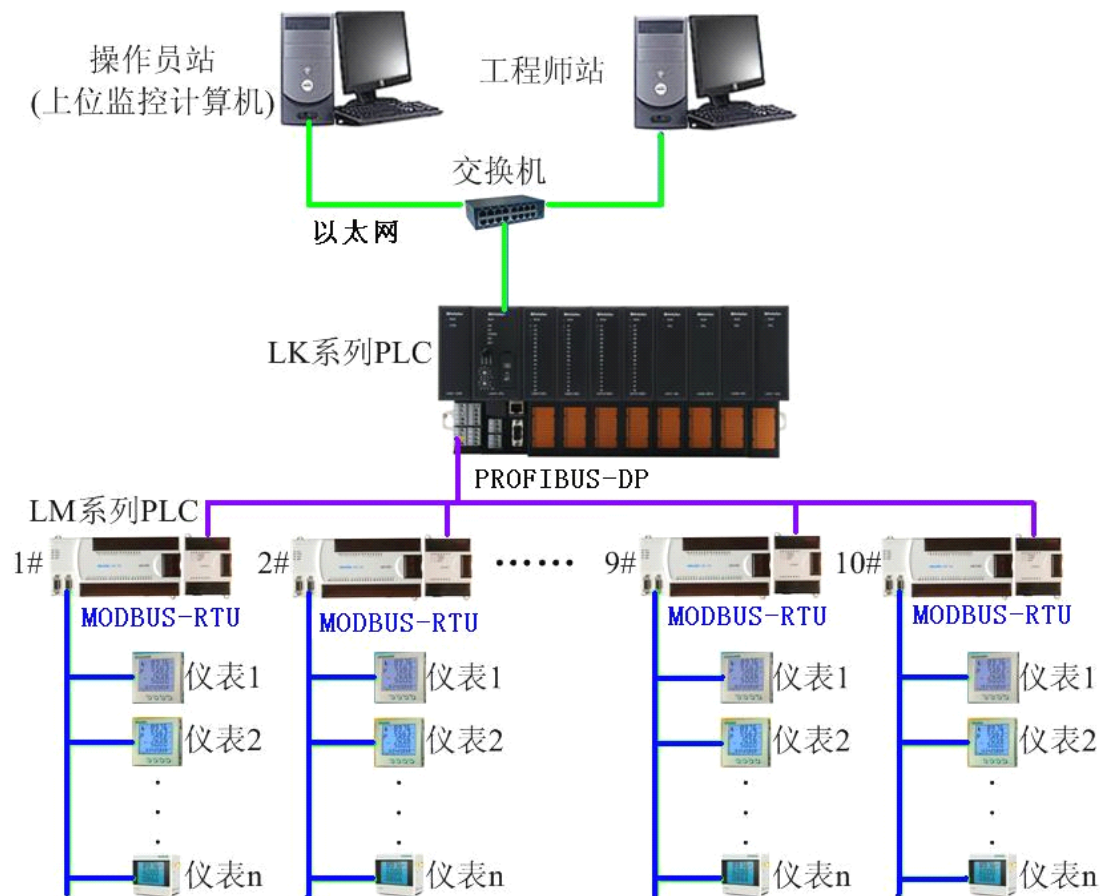 操作员站
(上位监控计算机)
工程师站
交换机
以太网
LK系列PLC
PROFIBUS-DP
LM系列PLC
1#
2#
……
9#
10#
MODBUS-RTU
MODBUS-RTU
MODBUS-RTU
MODBUS-RTU
仪表1
仪表1
仪表1
仪表1
仪表2
仪表2
仪表2
仪表2
仪表n
仪表n
仪表n
仪表n